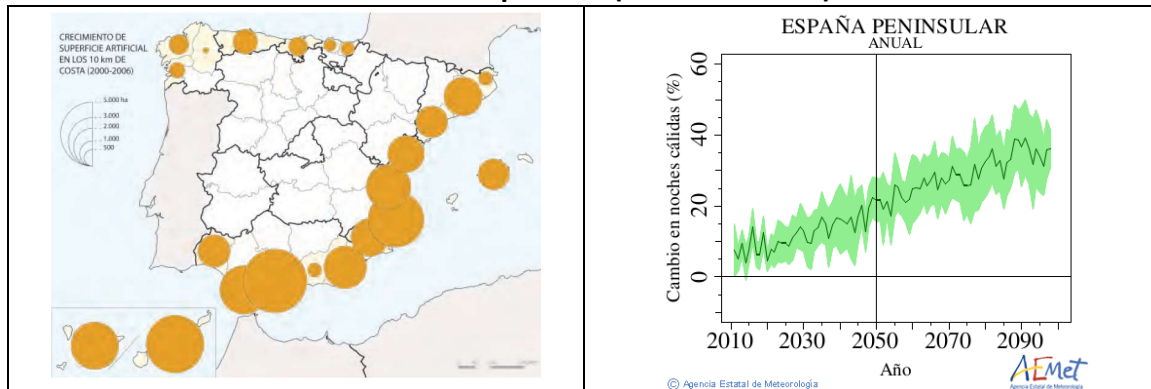 CRECIMIENTO DE
SUPERFICIE ARTIFICIAL
EN LOS 10 km DE
COSTA (2000-2006)
5.000 ha
3.000
2.000
1.000
500
ESPAÑA PENINSULAR
ANUAL
Cambio en noches cálidas (%)
60
40
20
0
2010
2030
2050
2070
2090
Año
© Agencia Estatal de Meteorología
AEMet
Agencia Estatal de Meteorología